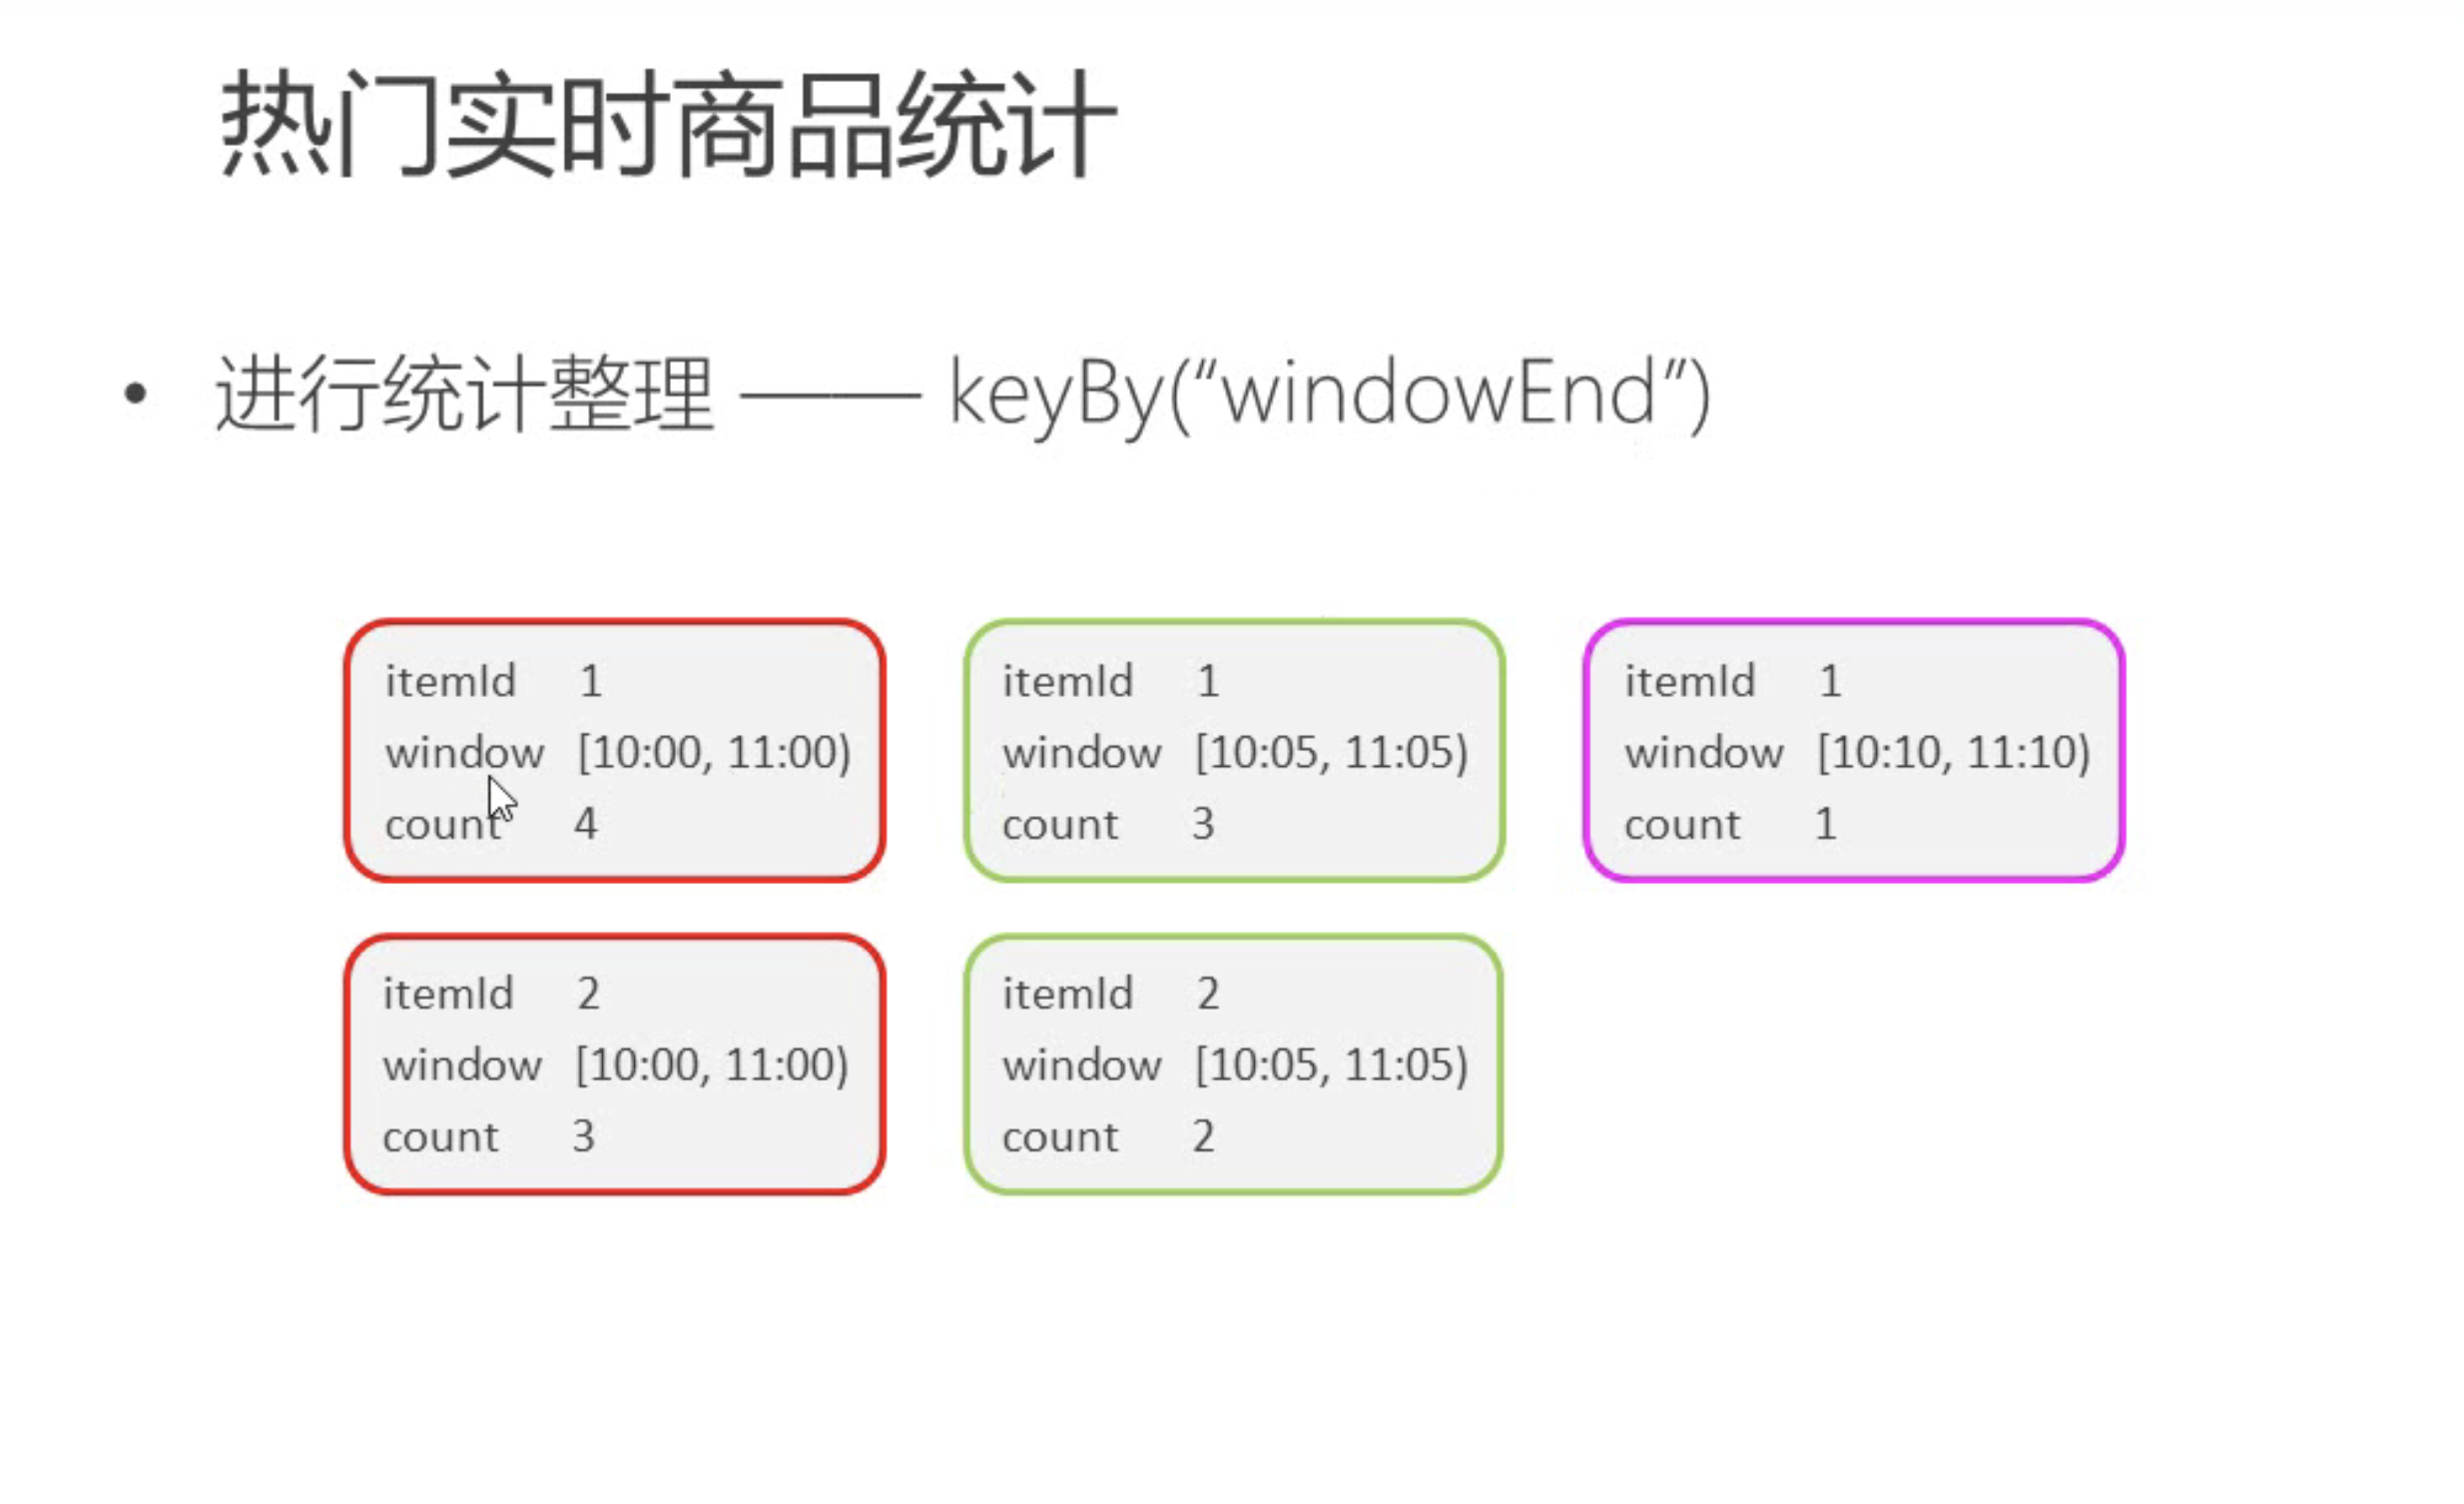 热门实时商品统计
• 进行统计整理 —— keyBy(“windowEnd”)
itemId 1
window [10:00, 11:00)
count 4
itemId 1
window [10:05, 11:05)
count 3
itemId 1
window [10:10, 11:10)
count 1
itemId 2
window [10:00, 11:00)
count 3
itemId 2
window [10:05, 11:05)
count 2